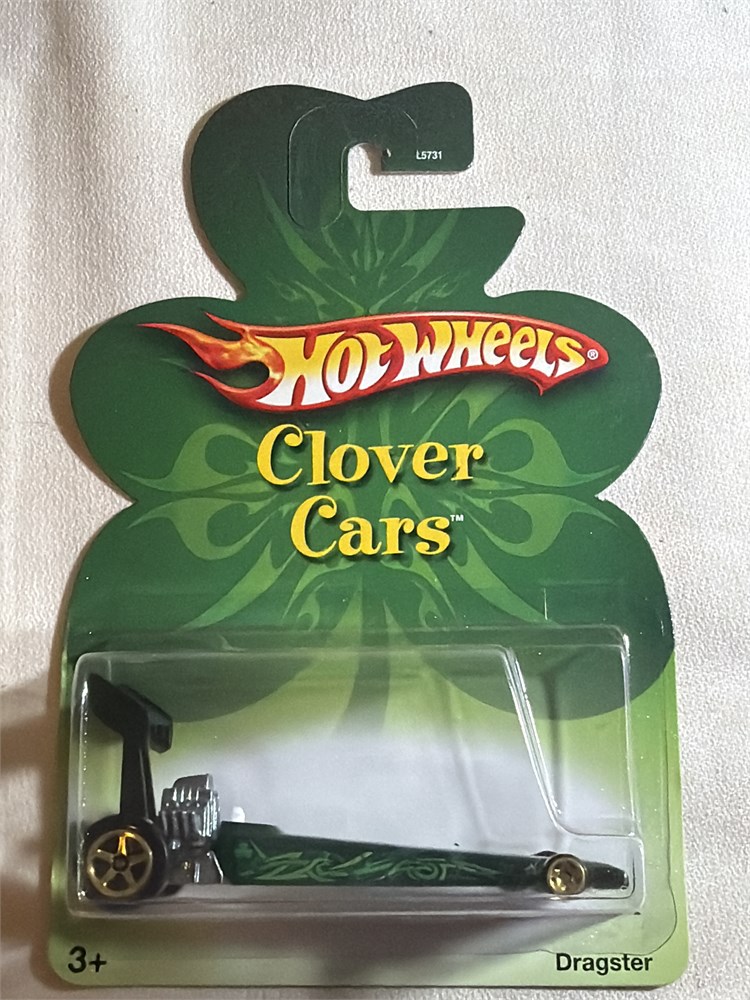 L5731
HOT WHEELS®
Clover
Cars™
3+
Dragster